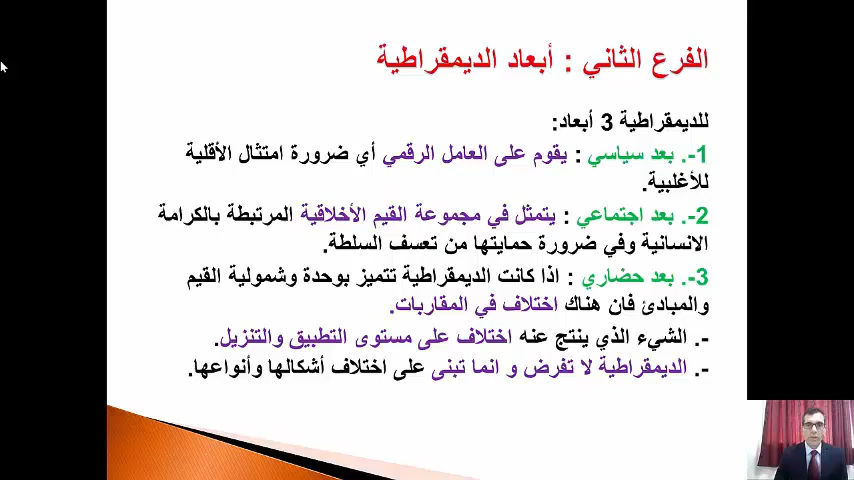 الفرع الثاني : أبعاد الديمقراطية
للديمقراطية 3 أبعاد:
1-. بعد سياسي : يقوم على العامل الرقمي أي ضرورة امتثال الأقلية
للأغلبية.
2-. بعد اجتماعي : يتمثل في مجموعة القيم الأخلاقية المرتبطة بالكرامة
الانسانية وفي ضرورة حمايتها من تعسف السلطة.
3-. بعد حضاري : اذا كانت الديمقراطية تتميز بوحدة وشمولية القيم
والمبادئ فان هناك اختلاف في المقاربات.
-. الشيء الذي ينتج عنه اختلاف على مستوى التطبيق والتنزيل.
-. الديمقراطية لا تفرض و انما تبنى على اختلاف أشكالها وأنواعها.